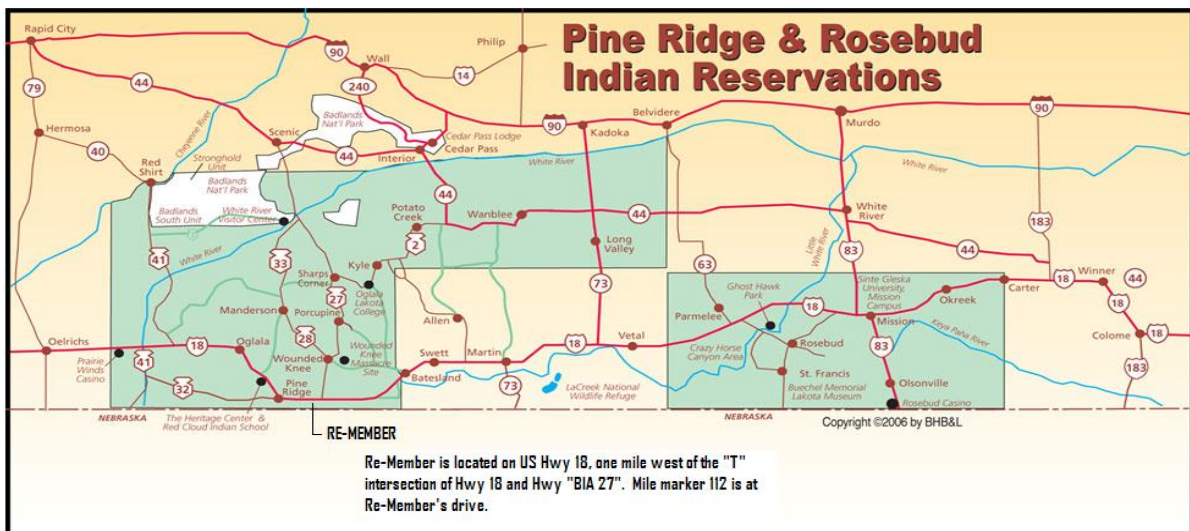 Pine Ridge & Rosebud
Indian Reservations
Rapid City
90
Wall
Philip
14
240
79
44
Hermosa
40
Cheyenne River
Scenic
Badlands
Nat'l Park
Cedar Pass Lodge
Cedar Pass
Interior
44
90
Kadoka
Belvidere
Murdo
90
Red
Shirt
Stronghold
Unit
Badlands
Nat'l Park
Badlands
South Unit
White River
Visitor Center
White River
White River
White River
44
Potato
Creek
Wanblee
44
White
River
183
2
41
33
Kyle
Sharps
Corner
Oglala
Lakota
College
27
Long
Valley
73
63
Little
White River
83
44
Sinte Gleska
University,
Mission
Campus
Ghost Hawk
Park
18
Parmelee
Okreek
Carter
18
Winner
44
18
Colome
18
183
Manderson
Porcupine
28
Allen
Oelrichs
18
Oglala
Wounded
Knee
Wounded
Knee
Massacre
Site
Swett
Martin
18
Vetal
Mission
Keya Paha River
Crazy Horse
Canyon Area
Rosebud
83
Prairie
Winds
Casino
41
32
Pine
Ridge
Batesland
73
LaCreek National
Wildlife Refuge
St. Francis
Buechel Memorial
Lakota Museum
Olsonville
Rosebud Casino
NEBRASKA
The Heritage Center &
Red Cloud Indian School
NEBRASKA
Copyright ©2006 by BHB&L
RE-MEMBER
Re-Member is located on US Hwy 18, one mile west of the "T"
intersection of Hwy 18 and Hwy "BIA 27". Mile marker 112 is at
Re-Member's drive.